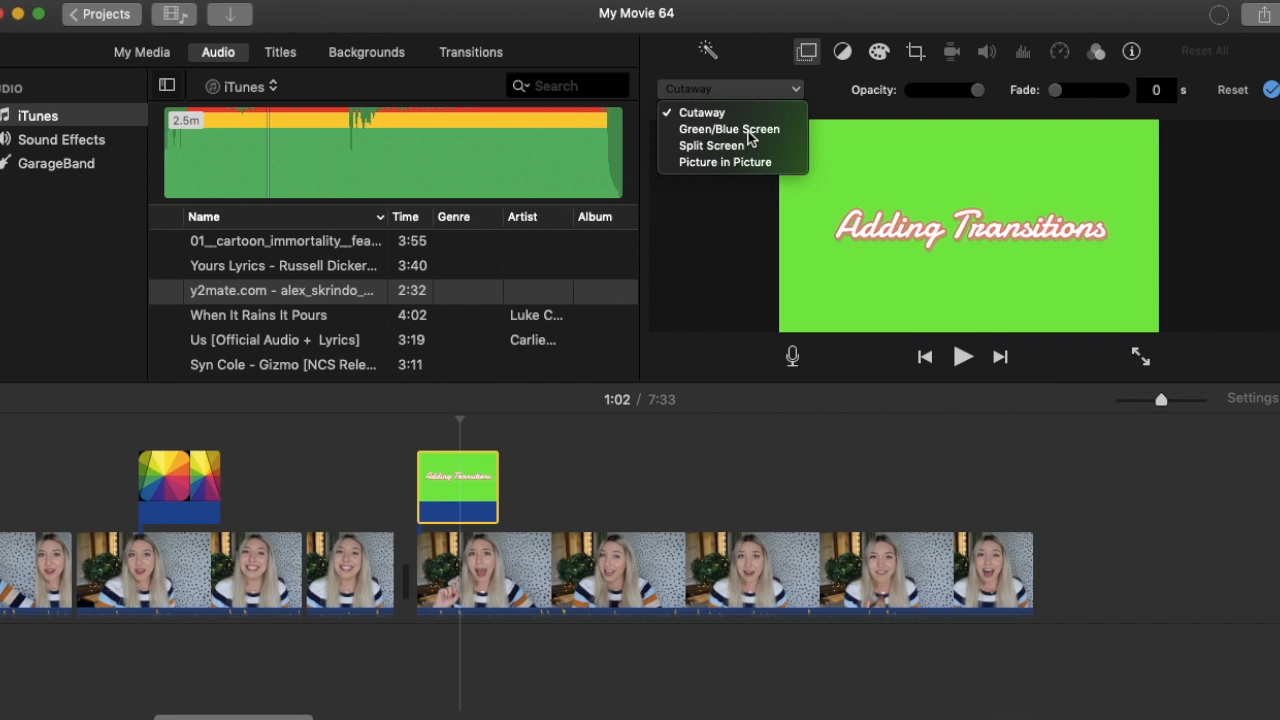 Projects
My Movie 64
My Media
Audio
Titles
Backgrounds
Transitions
Reset All
DIO
iTunes
Search
Cutaway
Opacity:
Fade:
0
s
Reset
iTunes
Sound Effects
GarageBand
2.5m
Cutaway
Green/Blue Screen
Split Screen
Picture in Picture
Adding Transitions
Name
Time
Genre
Artist
Album
01__cartoon_immortality__fea... 3:55
Yours Lyrics - Russell Dicker... 3:40
y2mate.com - alex_skrindo_... 2:32
When It Rains It Pours 4:02 Luke C...
Us [Official Audio + Lyrics] 3:19 Carlie...
Syn Cole - Gizmo [NCS Rele... 3:11
1:02 / 7:33
Settings
Adding Transitions